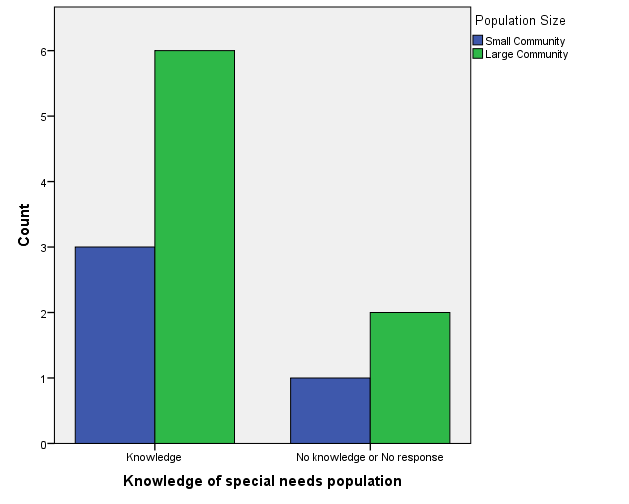 Population Size
Small Community
Large Community
6
5
4
3
2
1
0
Count
Knowledge
No knowledge or No response
Knowledge of special needs population